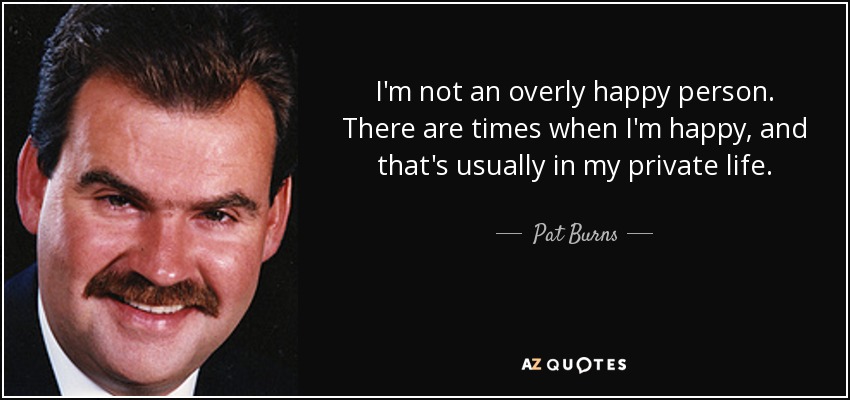 I'm not an overly happy person.
There are times when I'm happy, and
that's usually in my private life.
Pat Burns
AZ QUOTES